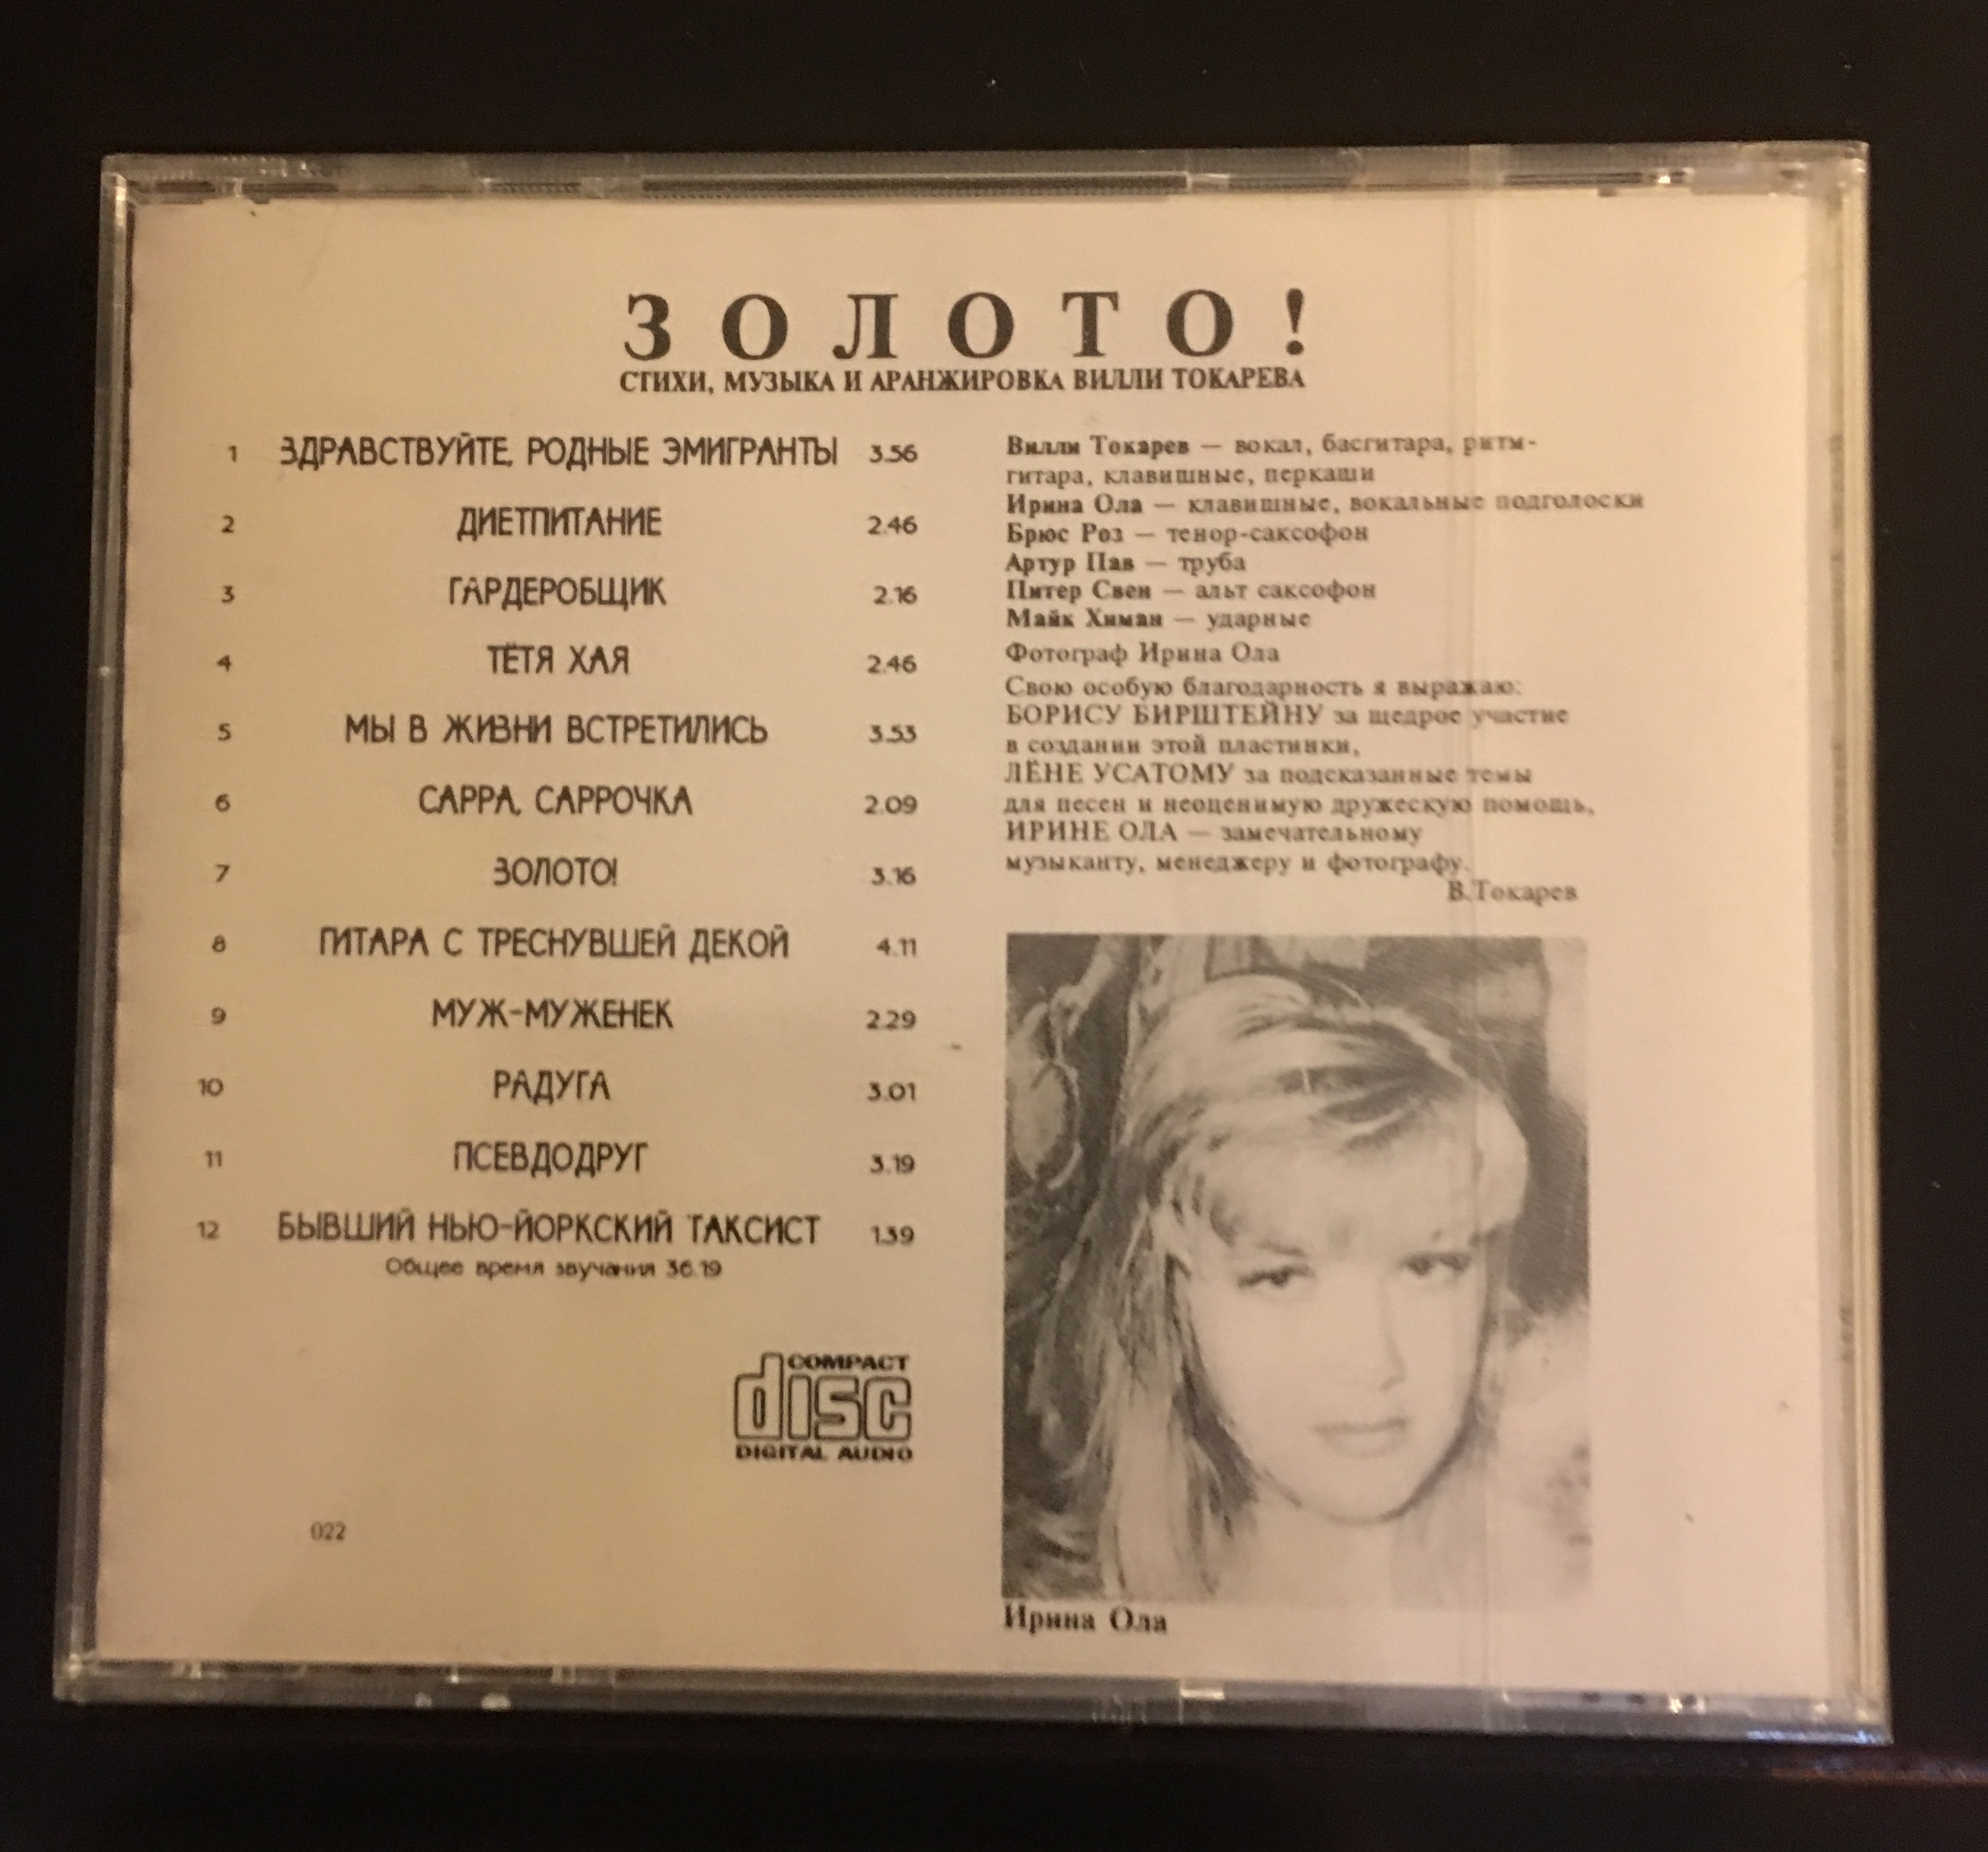 ЗОЛОТО!
СТИХИ, МУЗЫКА И АРАНЖИРОВКА ВИЛЛИ ТОКАРЕВА
1 ЗДРАВСТВУЙТЕ, РОДНЫЕ ЭМИГРАНТЫ 3.56
2 ДИЕТПИТАНИЕ 2.46
3 ГАРДЕРОБЩИК 2.16
4 ТЁТЯ ХАЯ 2.46
5 МЫ В ЖИЗНИ ВСТРЕТИЛИСЬ 3.53
6 САРРА, САРРОЧКА 2.09
7 ЗОЛОТО! 3.16
8 ГИТАРА С ТРЕСНУВШЕЙ ДЕКОЙ 4.11
9 МУЖ-МУЖЕНЕК 2.29
10 РАДУГА 3.01
11 ПСЕВДОДРУГ 3.19
12 БЫВШИЙ НЬЮ-ЙОРКСКИЙ ТАКСИСТ 1.39
Общее время звучания 36.19
COMPACT
disc
DIGITAL AUDIO
022
Вилли Токарев — вокал, басгитара, ритм-
гитара, клавишные, перкаши
Ирина Ола — клавишные, вокальные подголоски
Брюс Роз — тенор-саксофон
Артур Пав — труба
Питер Свен — альт саксофон
Майк Химан — ударные
Фотограф Ирина Ола
Свою особую благодарность я выражаю:
БОРИСУ БИРШТЕЙНУ за щедрое участие
в создании этой пластинки,
ЛЁНЕ УСАТОМУ за подсказанные темы
для песен и неоценимую дружескую помощь,
ИРИНЕ ОЛА — замечательному
музыканту, менеджеру и фотографу.
В.Токарев
Ирина Ола